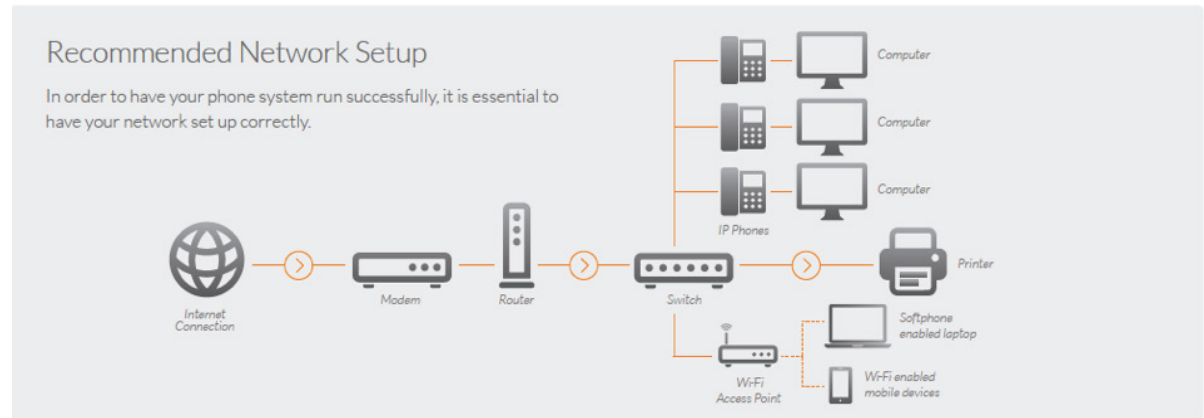 Recommended Network Setup
In order to have your phone system run successfully, it is essential to
have your network set up correctly.
Computer
Computer
Computer
IP Phones
Internet
Connection
Modem
Router
Switch
Printer
Wi-Fi
Access Point
Softphone
enabled laptop
Wi-Fi enabled
mobile devices